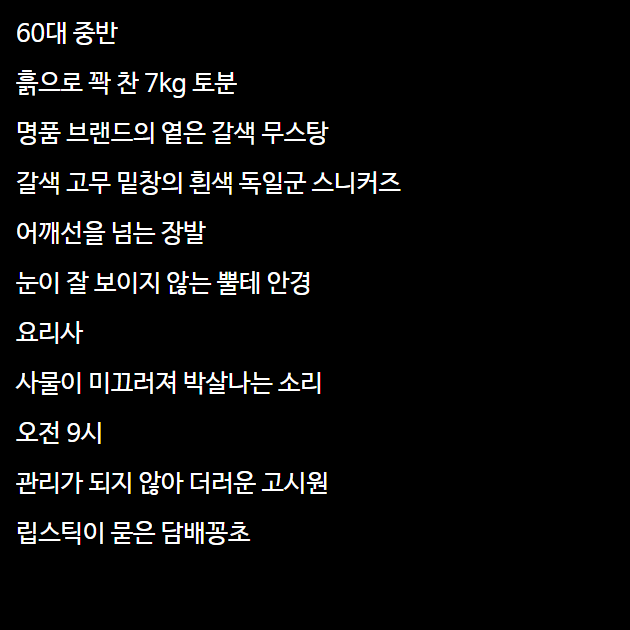 60대 중반
흙으로 꽉 찬 7kg 토분
명품 브랜드의 옅은 갈색 무스탕
갈색 고무 밑창의 흰색 독일군 스니커즈
어깨선을 넘는 장발
눈이 잘 보이지 않는 뿔테 안경
요리사
사물이 미끄러져 박살나는 소리
오전 9시
관리가 되지 않아 더러운 고시원
립스틱이 묻은 담배꽁초